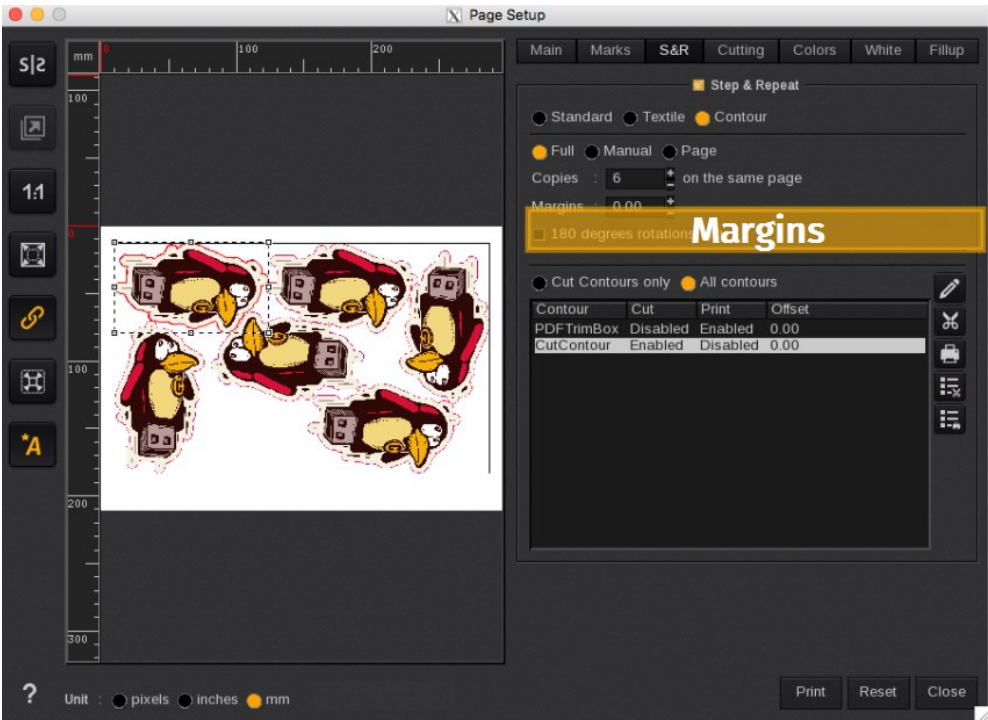 Page Setup
mm
0
100
200
100
0
100
200
300
S|S
1:1
*A
Main Marks S&R Cutting Colors White Fillup
Step & Repeat
Standard Textile Contour
Full Manual Page
Copies : 6 on the same page
Margins : 0.00
180 degrees rotations
Margins
Cut Contours only All contours
Contour Cut Print Offset
PDFTrimBox Disabled Enabled 0.00
CutContour Enabled Disabled 0.00
? Unit : pixels inches mm
Print Reset Close